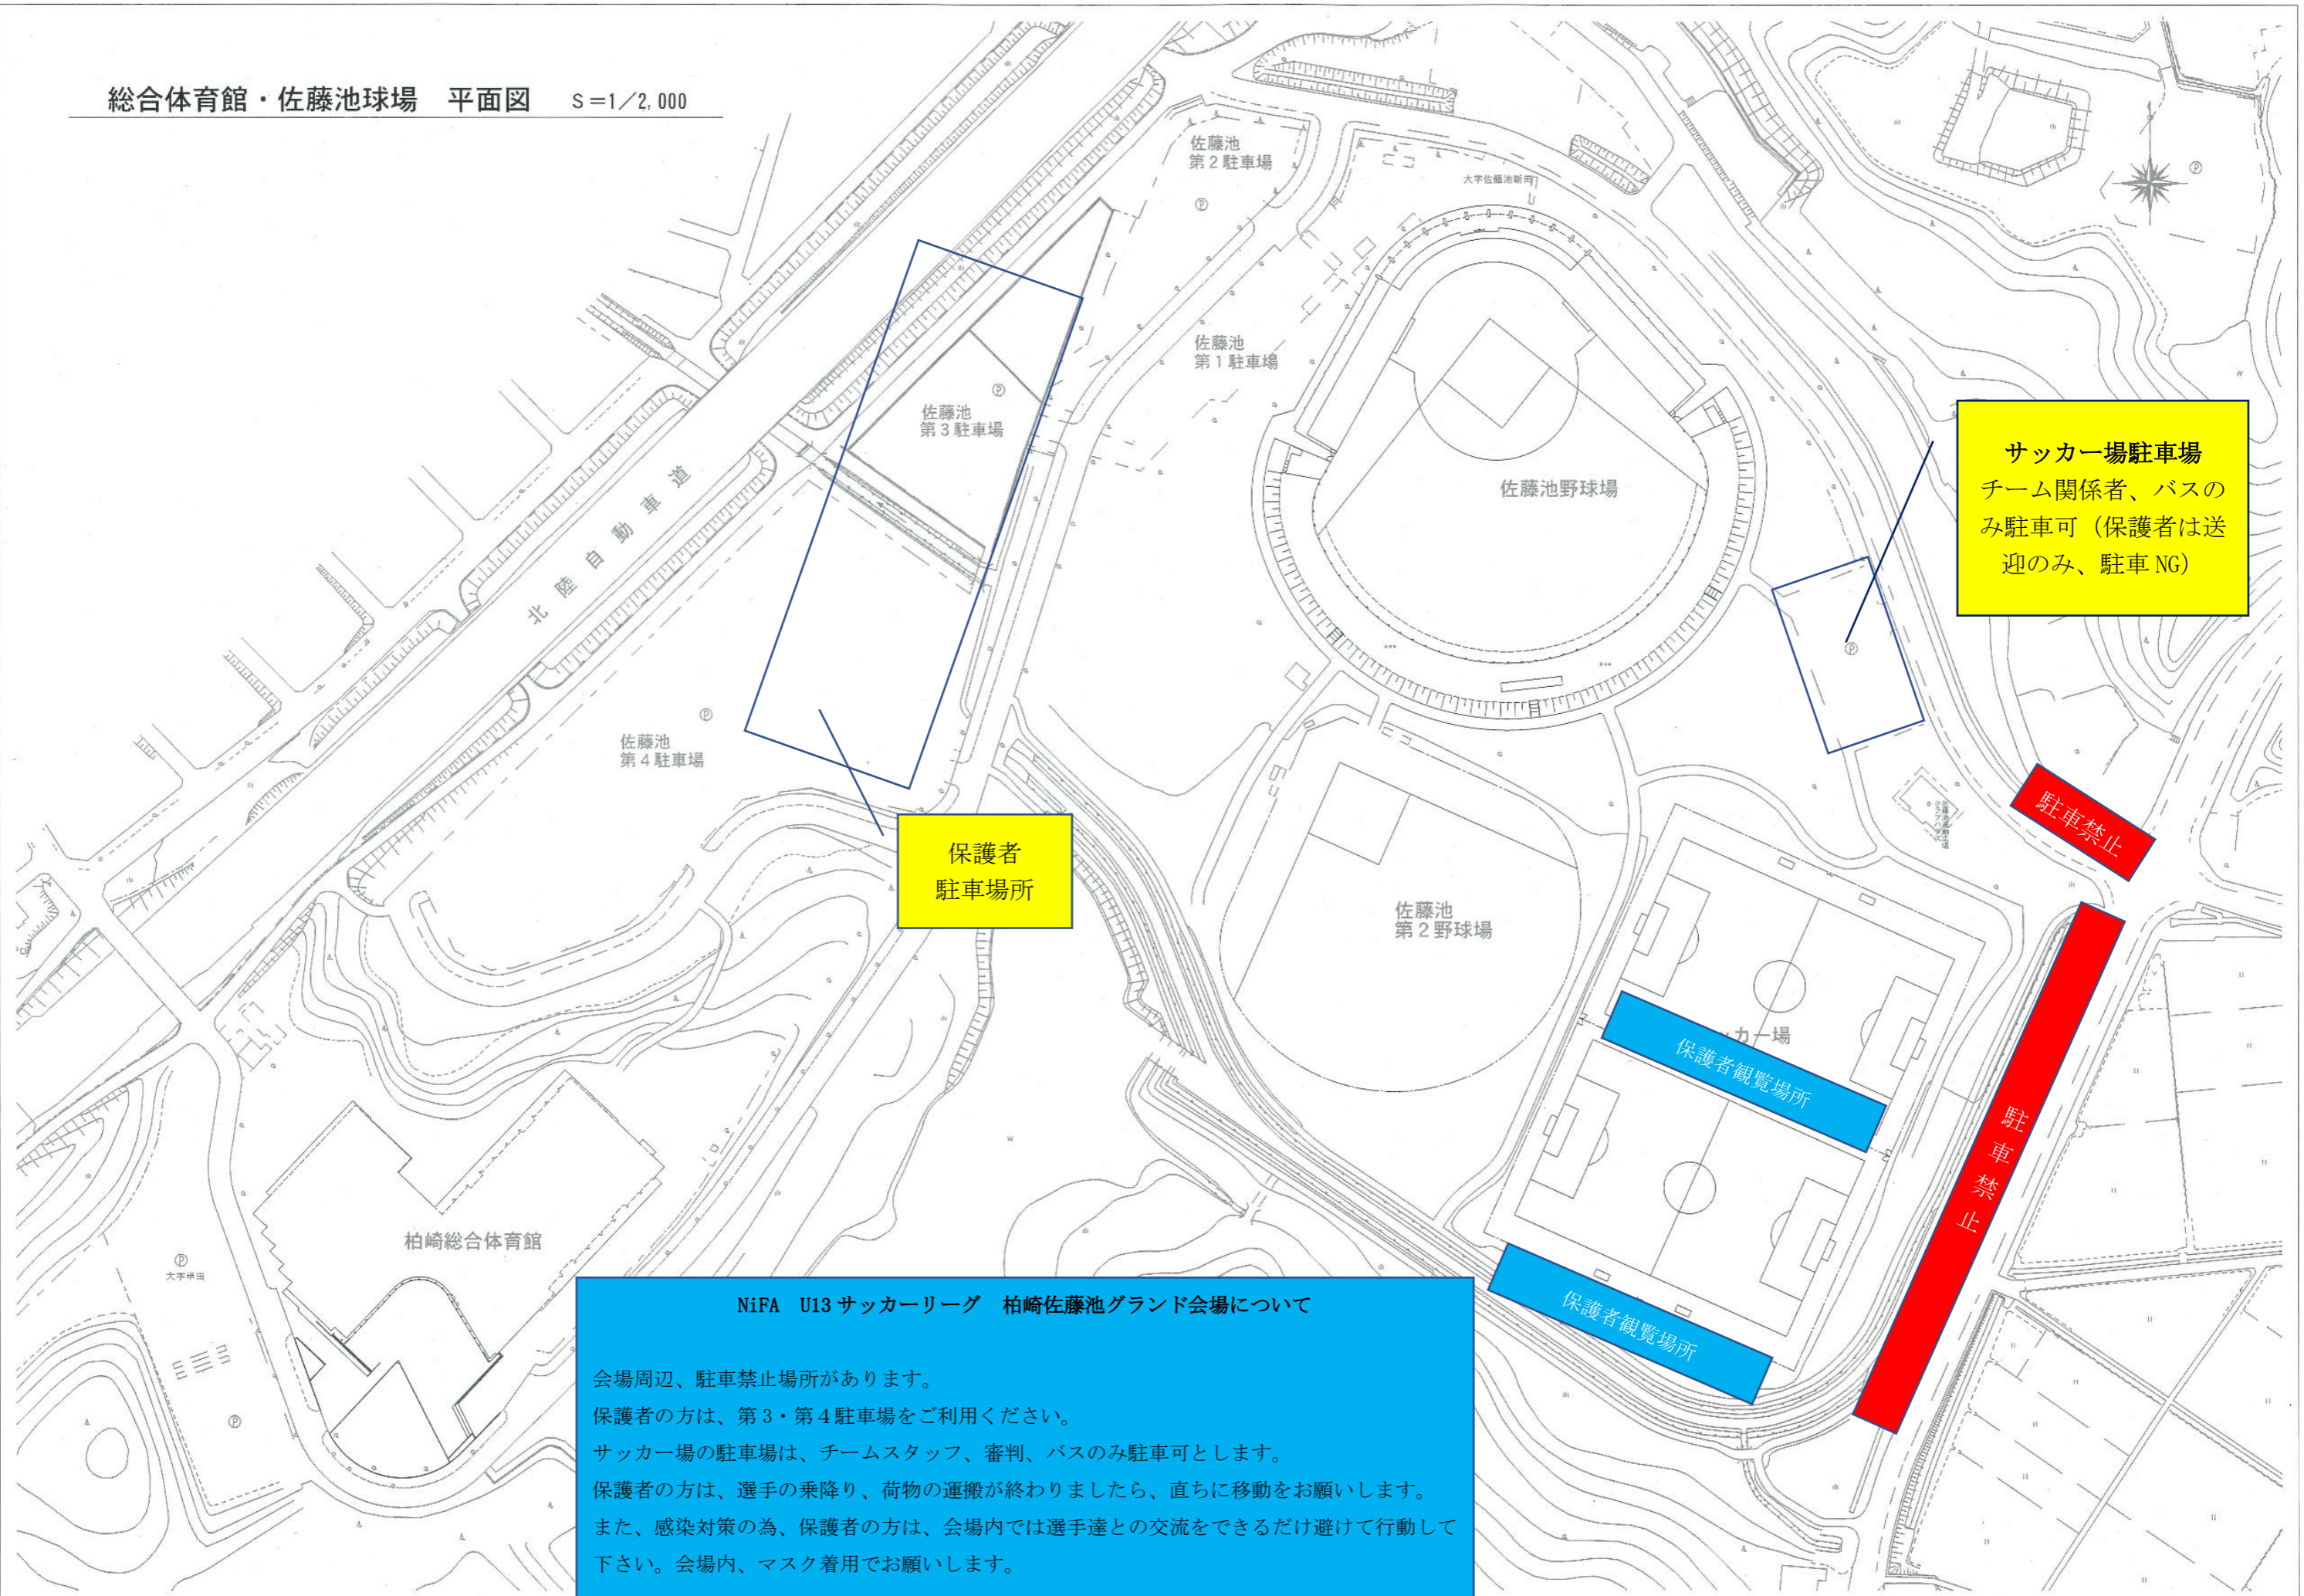 総合体育館・佐藤池球場　平面図　S＝1／2,000
佐藤池
第２駐車場
大字佐藤池新田
佐藤池
第１駐車場
佐藤池
第３駐車場
北陸自動車道
佐藤池野球場
サッカー場駐車場
チーム関係者、バスの
み駐車可（保護者は送
迎のみ、駐車 NG）
佐藤池
第４駐車場
保護者
駐車場所
駐車禁止
佐藤池
第２野球場
カー場
保護者観覧場所
駐車禁止
保護者観覧場所
柏崎総合体育館
大字半田
NiFA　U13 サッカーリーグ　柏崎佐藤池グランド会場について
会場周辺、駐車禁止場所があります。
保護者の方は、第３・第４駐車場をご利用ください。
サッカー場の駐車場は、チームスタッフ、審判、バスのみ駐車可とします。
保護者の方は、選手の乗降り、荷物の運搬が終わりましたら、直ちに移動をお願いします。
また、感染対策の為、保護者の方は、会場内では選手達との交流をできるだけ避けて行動して
下さい。会場内、マスク着用でお願いします。